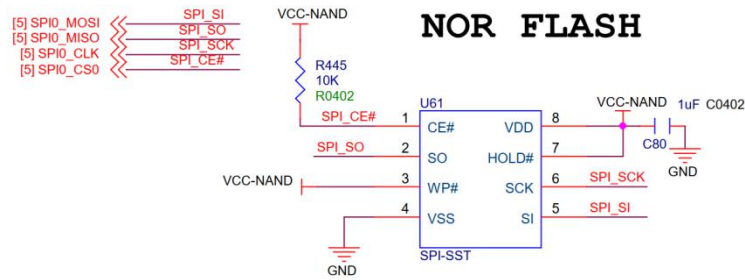 NOR FLASH
[5] SPI0_MOSI SPI_SI
[5] SPI0_MISO SPI_SO
[5] SPI0_CLK SPI_SCK
[5] SPI0_CS0 SPI_CE#
VCC-NAND
R445
10K
R0402
U61
VCC-NAND 1uF C0402
SPI_CE# 1 CE# VDD 8
C80
SPI_SO 2 SO HOLD# 7
GND
VCC-NAND 3 WP# SCK 6 SPI_SCK
4 VSS SI 5 SPI_SI
SPI-SST
GND